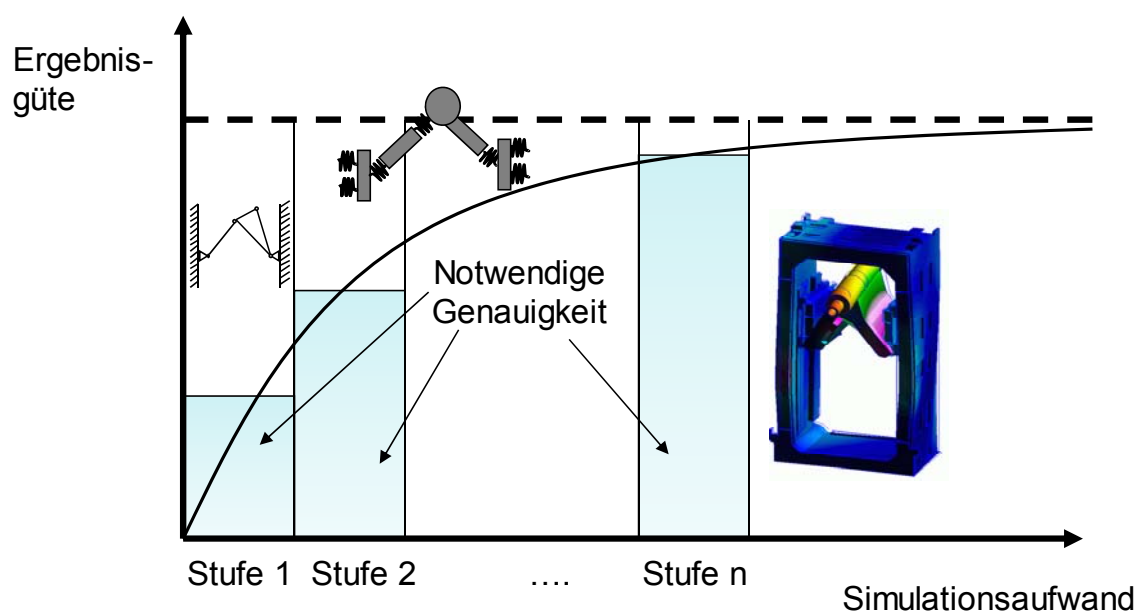 Ergebnis-
güte
Notwendige
Genauigkeit
Stufe 1
Stufe 2
....
Stufe n
Simulationsaufwand